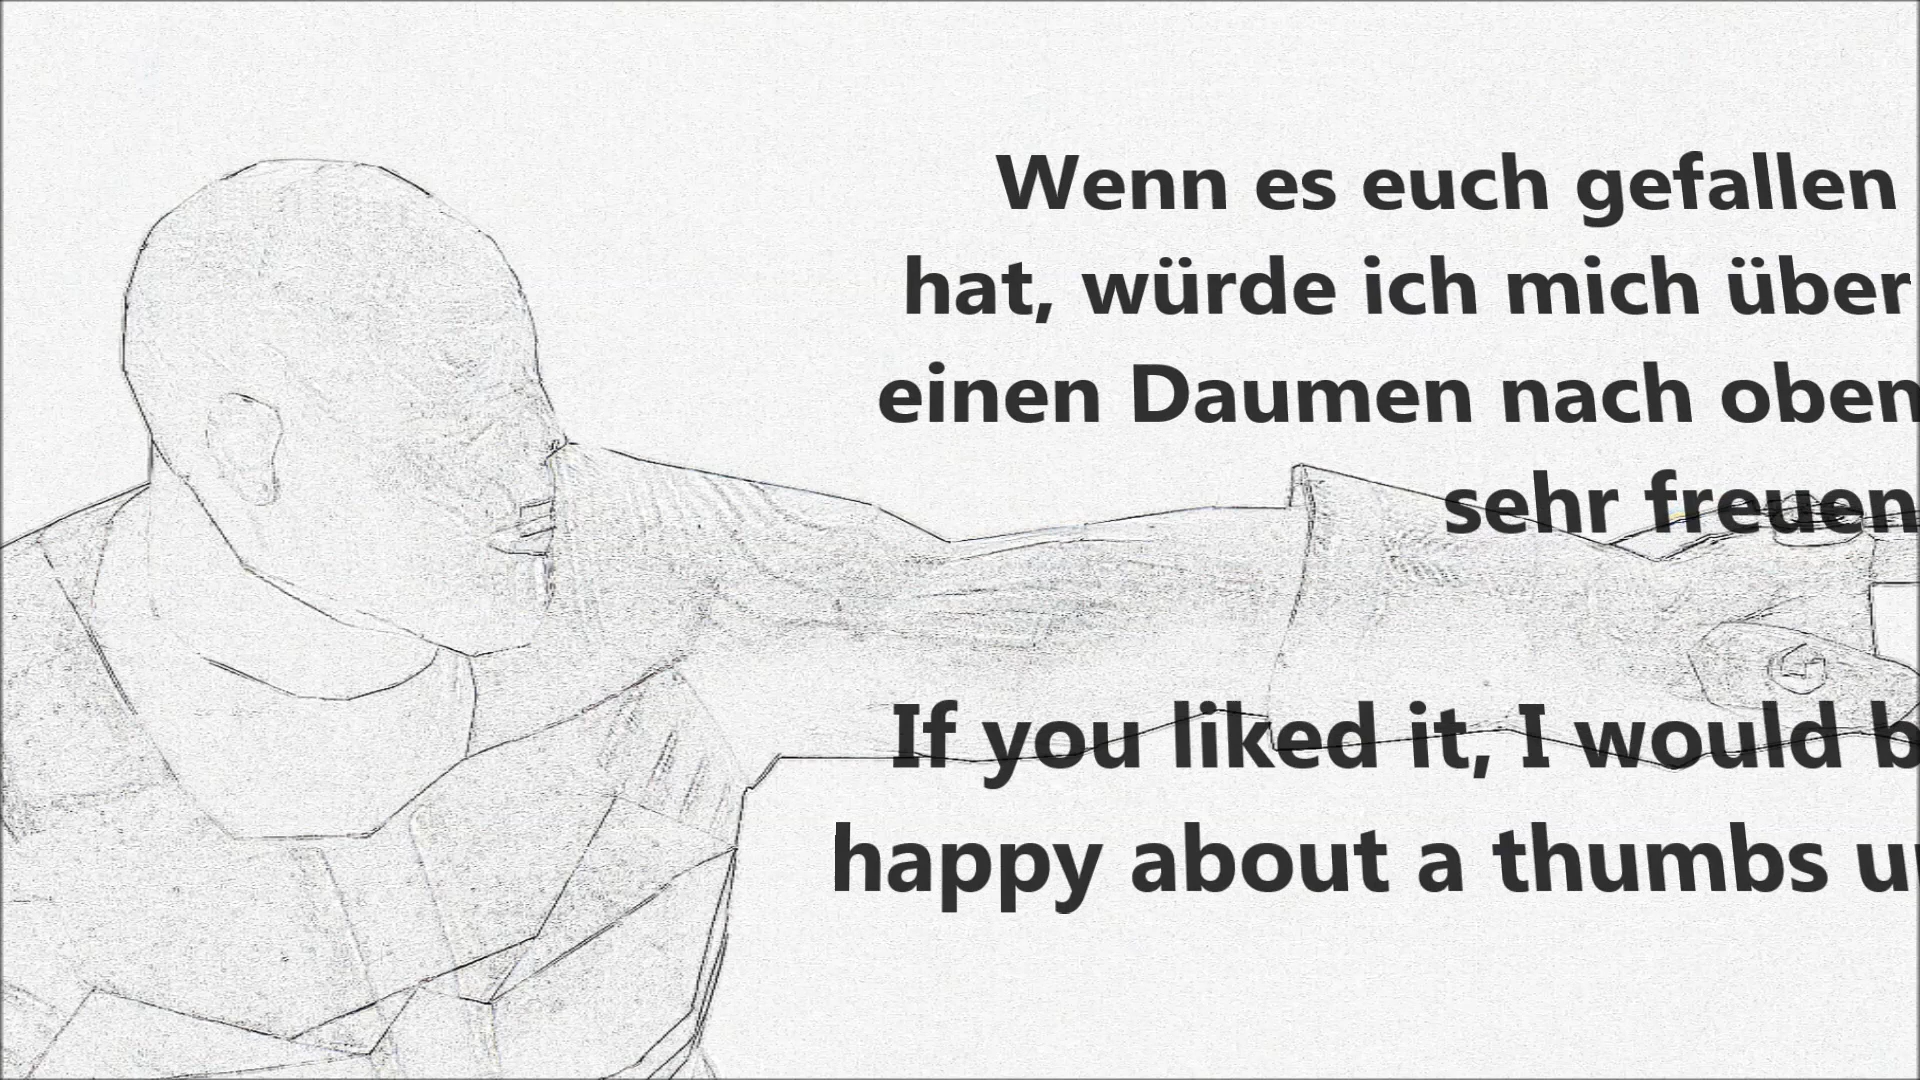 Wenn es euch gefallen
hat, würde ich mich über
einen Daumen nach oben
sehr freuen
If you liked it, I would b
happy about a thumbs u